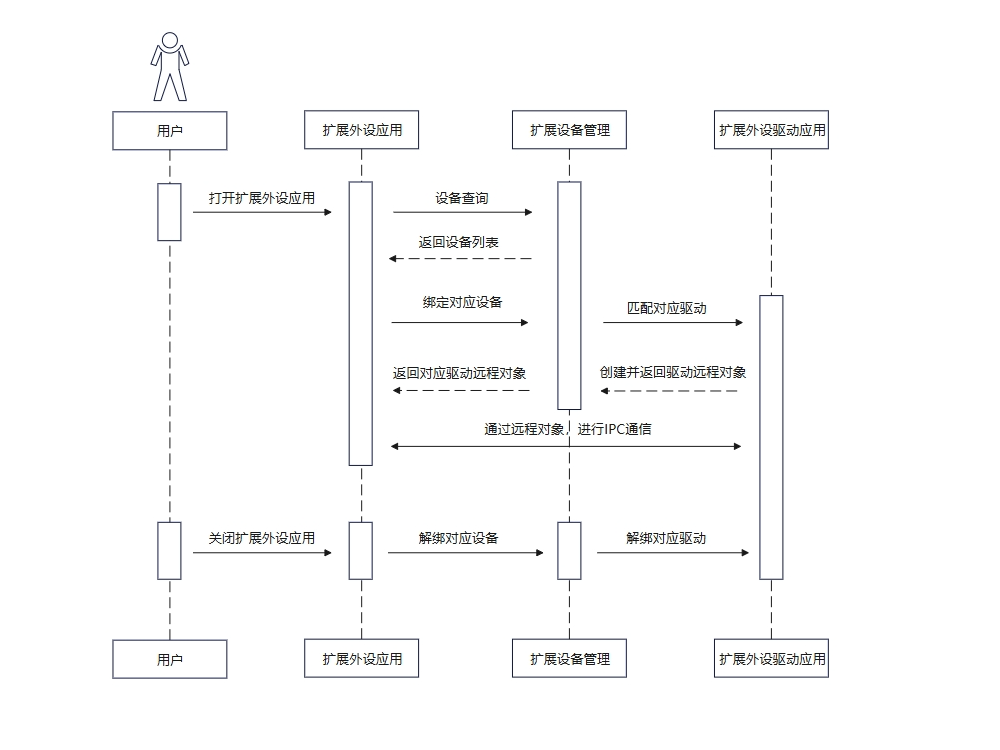 用户
扩展外设应用
扩展设备管理
扩展外设驱动应用
打开扩展外设应用
设备查询
返回设备列表
绑定对应设备
匹配对应驱动
返回对应驱动远程对象
创建并返回驱动远程对象
通过远程对象，进行IPC通信
关闭扩展外设应用
解绑对应设备
解绑对应驱动
用户
扩展外设应用
扩展设备管理
扩展外设驱动应用